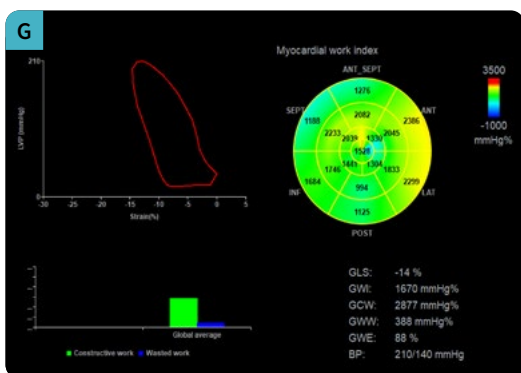 G
Myocardial work index
210
LVP (mmHg)
0
-30 -25 -20 -15 -10 -5 0 5
Strain(%)
ANT_SEPT
SEPT
ANT
INF
LAT
POST
1276
1188
2082
2386
2233
2039
1330
2045
1528
1746
1441
1304
1833
1684
994
2299
1125
3500
-1000
mmHg%
Global average
Constructive work Wasted work
GLS: -14 %
GWI: 1670 mmHg%
GCW: 2877 mmHg%
GWW: 388 mmHg%
GWE: 88 %
BP: 210/140 mmHg